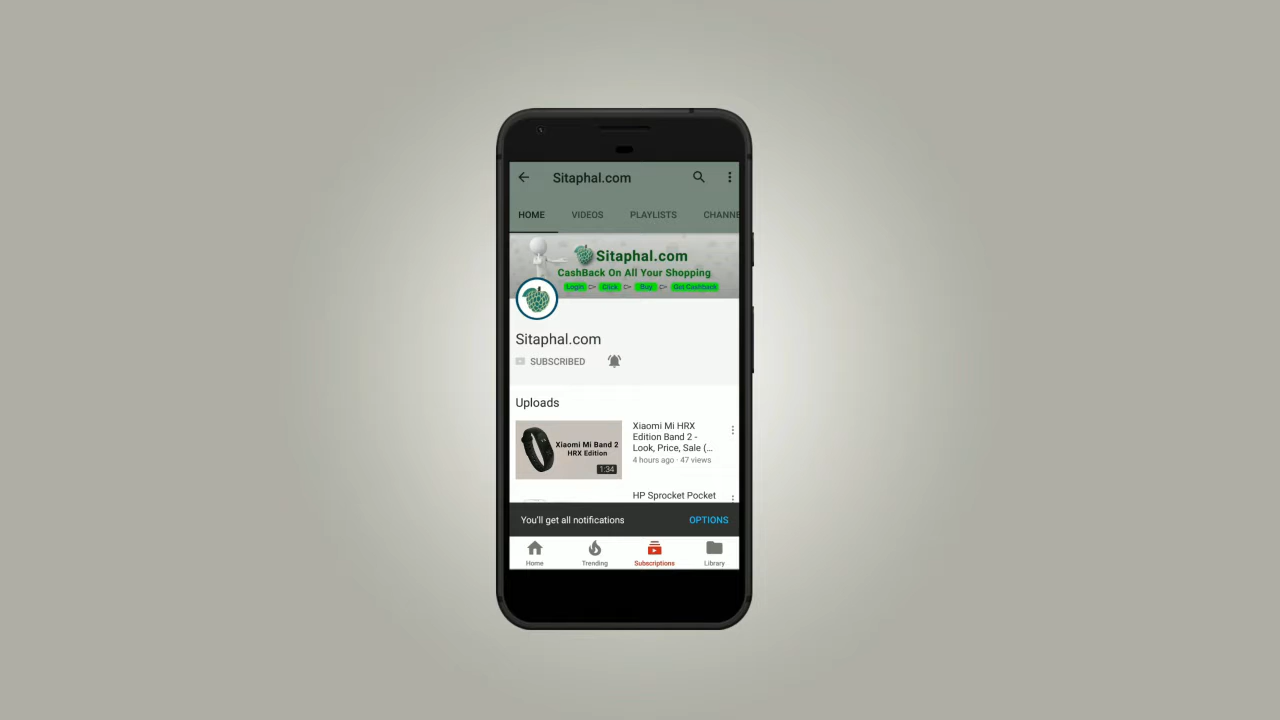 Sitaphal.com
HOME VIDEOS PLAYLISTS CHANNE
Sitaphal.com
CashBack On All Your Shopping
Login Click Buy Get Cashback
Sitaphal.com
SUBSCRIBED
Uploads
Xiaomi Mi Band 2
HRX Edition
1:34
Xiaomi Mi HRX
Edition Band 2 -
Look, Price, Sale (...
4 hours ago · 47 views
HP Sprocket Pocket
You'll get all notifications OPTIONS
Home Trending Subscriptions Library